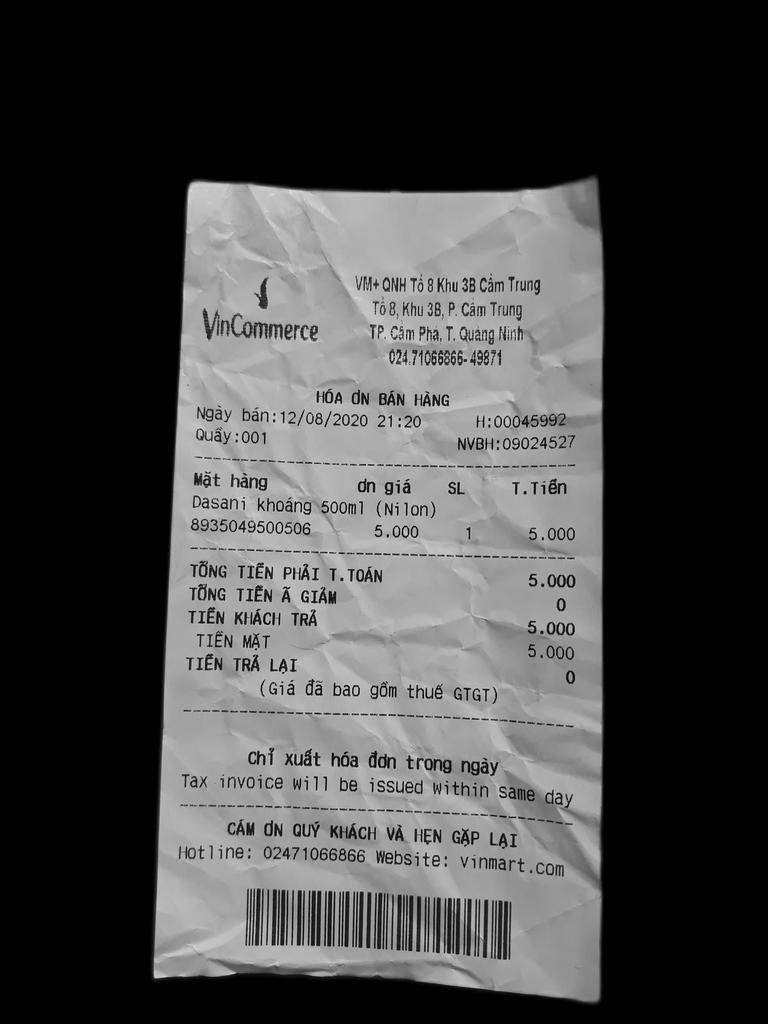 VinCommerce
VM+ QNH Tổ 8 Khu 3B Cẩm Trung
Tổ 8, Khu 3B, P. Cẩm Trung
TP. Cẩm Phả, T. Quảng Ninh
024.71066866-49871
HÓA ƠN BÁN HÀNG
Ngày bán:12/08/2020 21:20 H:00045992
Quầy:001 NVBH:09024527
Mặt hàng ơn giá SL T.Tiền
Dasani khoáng 500ml (Nilon)
8935049500506 5.000 1 5.000
TỔNG TIỀN PHẢI T.TOÁN 5.000
TỔNG TIỀN Ã GIẢM 0
TIỀN KHÁCH TRẢ 5.000
TIỀN MẶT 5.000
TIỀN TRẢ LẠI 0
(Giá đã bao gồm thuế GTGT)
Chỉ xuất hóa đơn trong ngày
Tax invoice will be issued within same day
CÁM ƠN QUÝ KHÁCH VÀ HẸN GẶP LẠI
Hotline: 02471066866 Website: vinmart.com